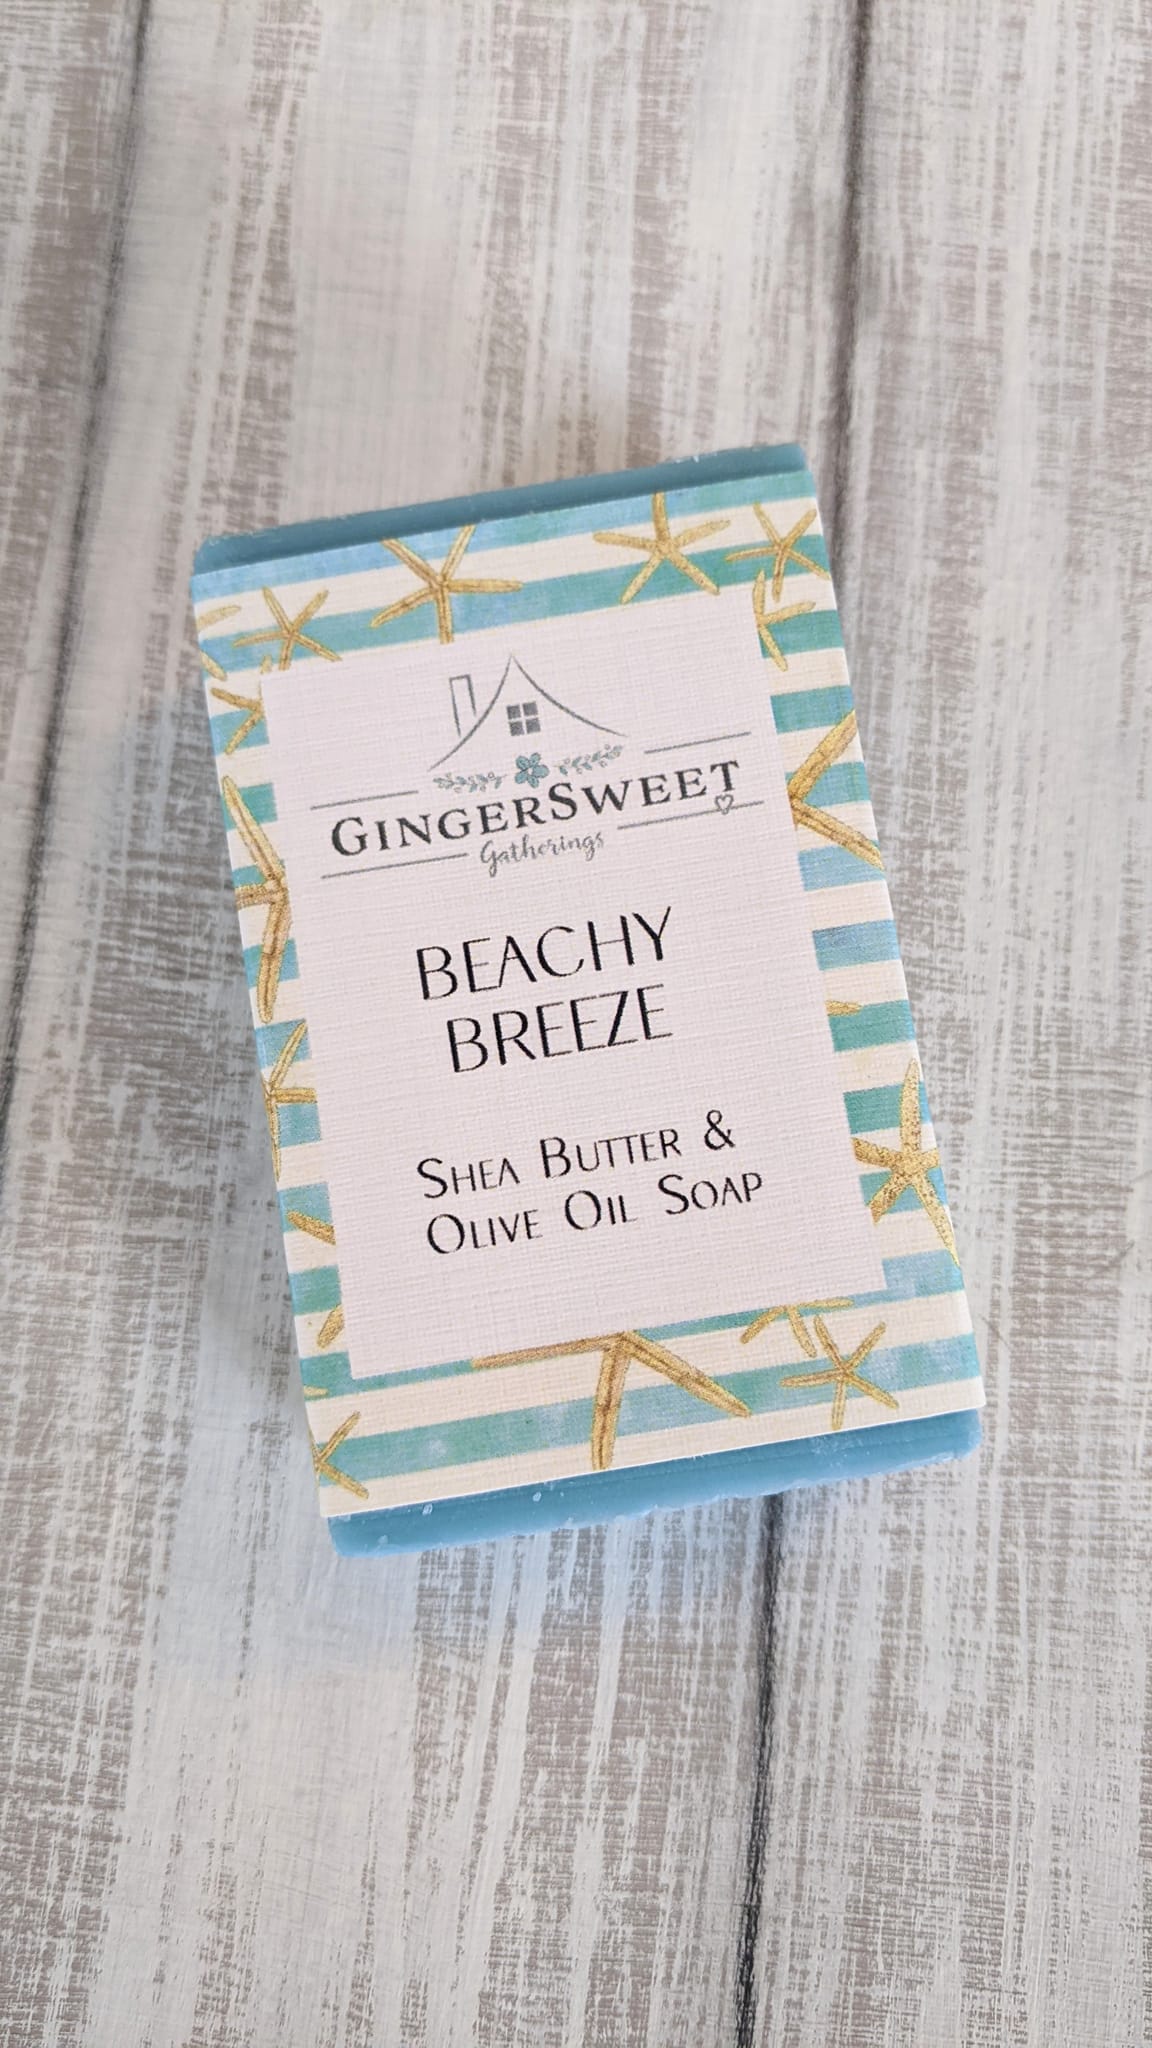 GINGERSWEET
Gatherings
BEACHY
BREEZE
SHEA BUTTER &
OLIVE OIL SOAP